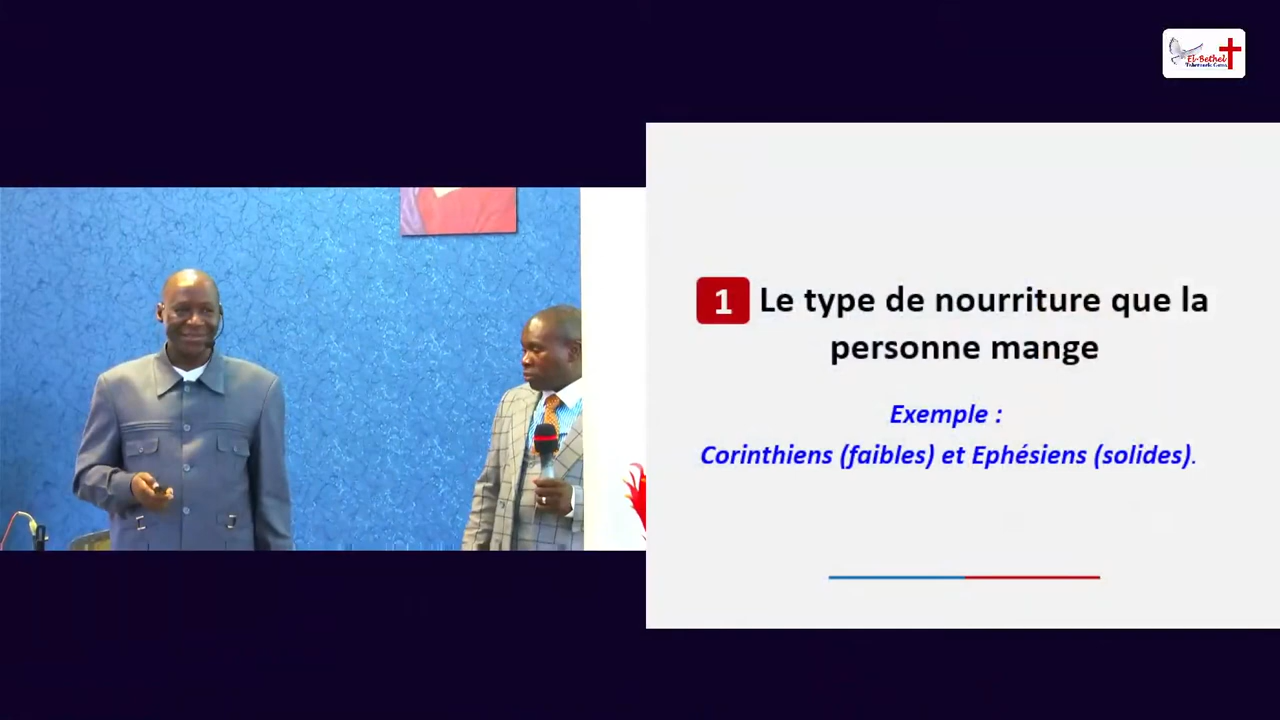 El-Bethel
1 Le type de nourriture que la
personne mange
Exemple :
Corinthiens (faibles) et Ephésiens (solides).